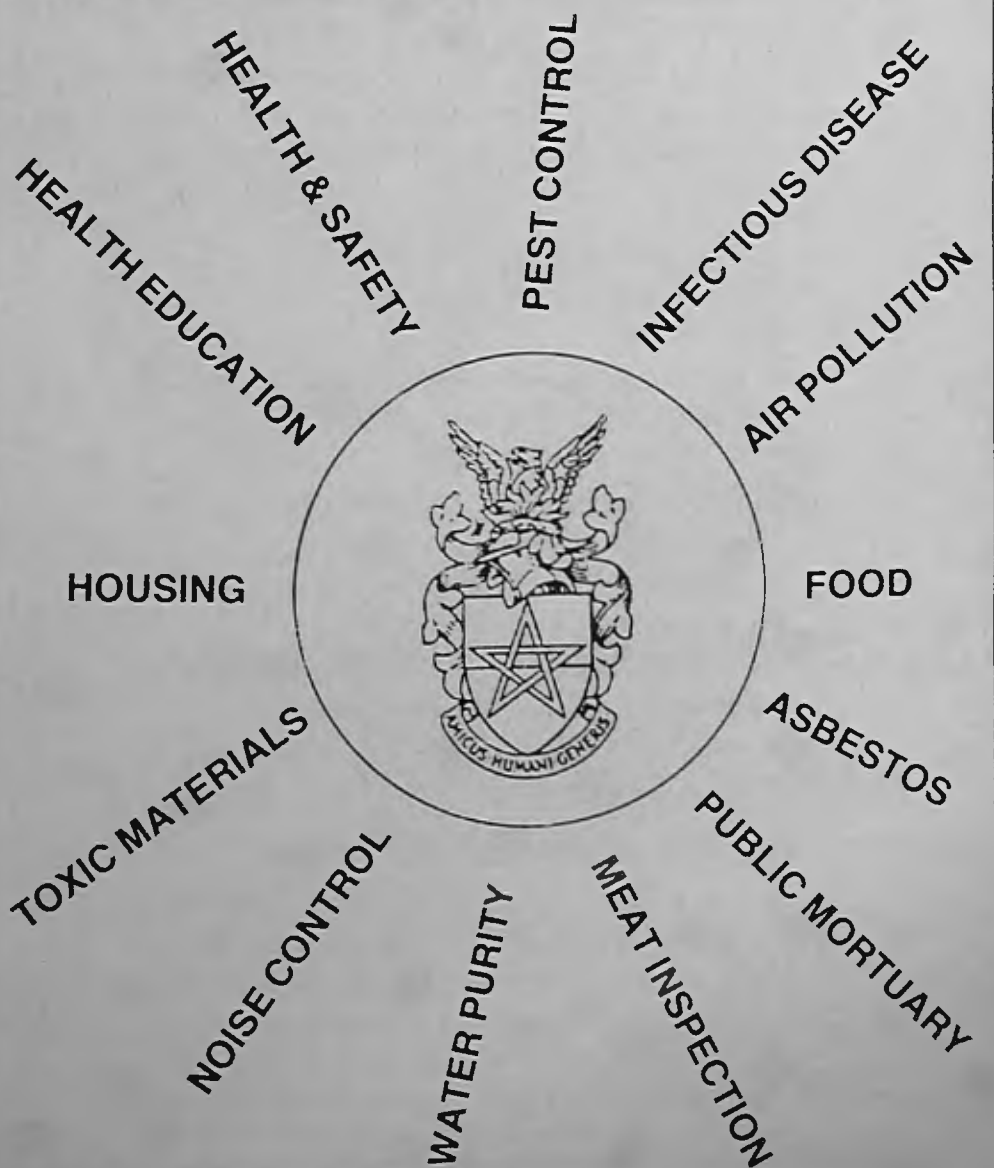 PEST CONTROL
INFECTIOUS DISEASE
AIR POLLUTION
FOOD
ASBESTOS
PUBLIC MORTUARY
MEAT INSPECTION
WATER PURITY
NOISE CONTROL
TOXIC MATERIALS
HOUSING
HEALTH EDUCATION
HEALTH & SAFETY
AMICUS·HUMANI·GENERIS